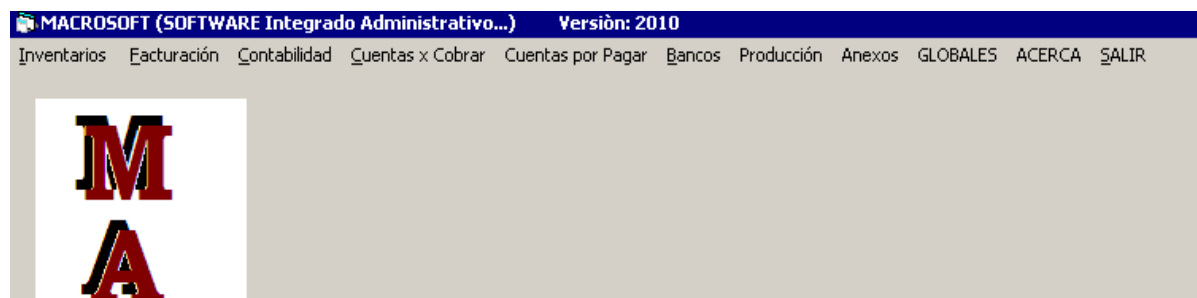 MACROSOFT (SOFTWARE Integrado Administrativo...) Versiòn: 2010
Inventarios Facturación Contabilidad Cuentas x Cobrar Cuentas por Pagar Bancos Producción Anexos GLOBALES ACERCA SALIR
M
A